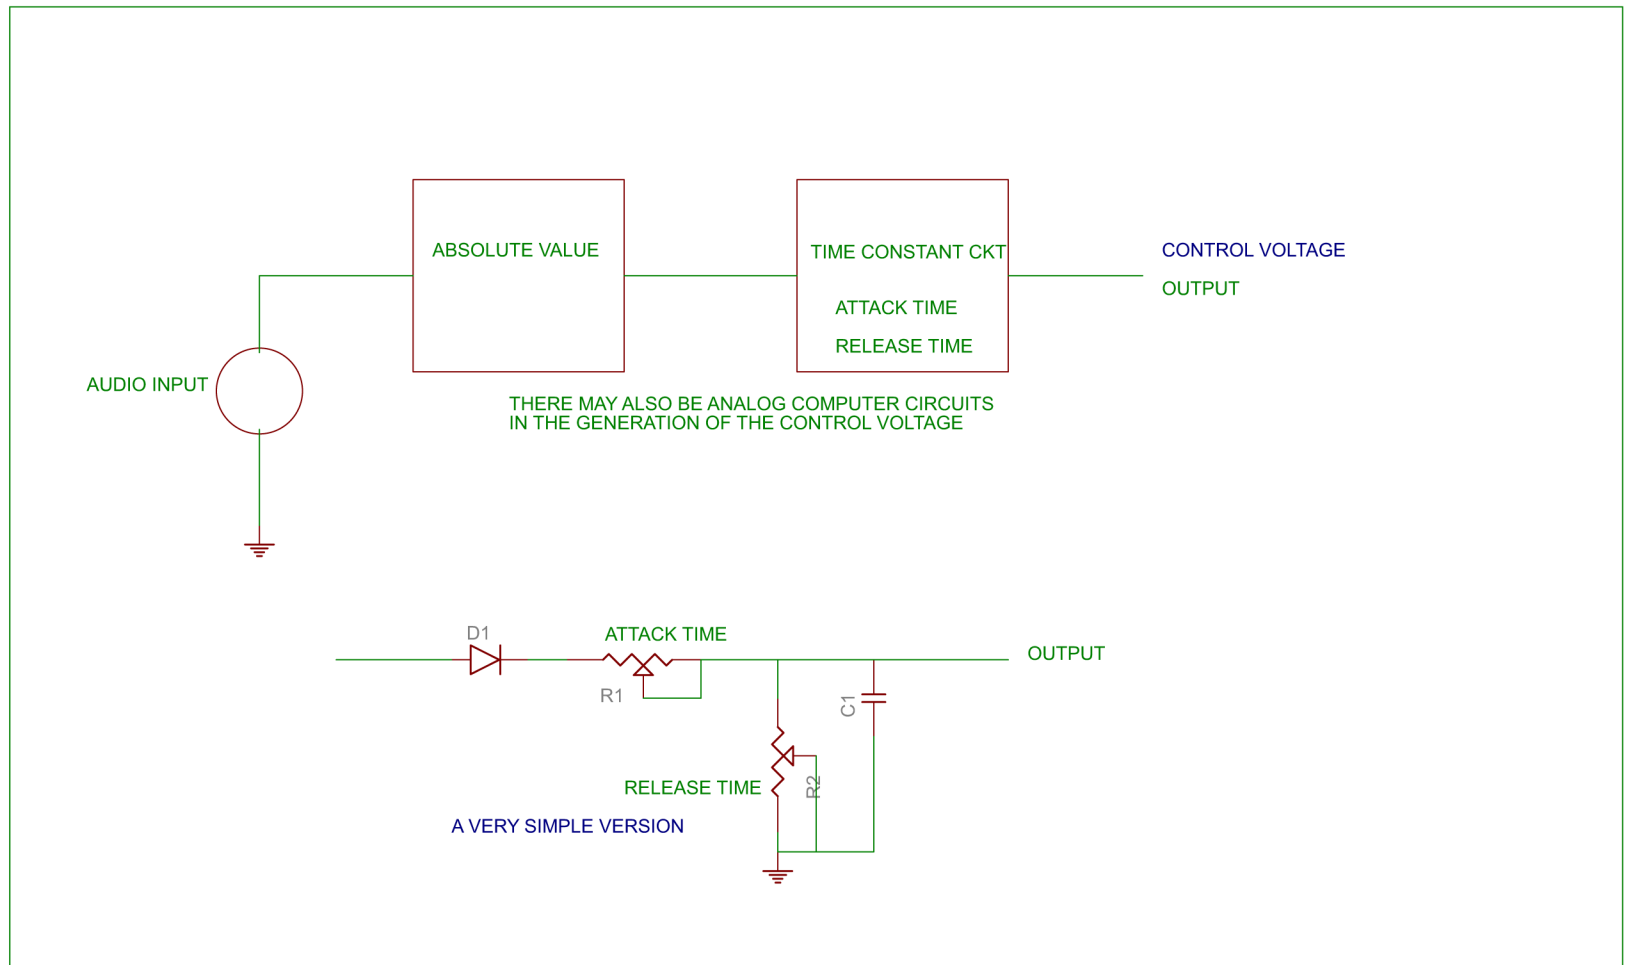 ABSOLUTE VALUE
TIME CONSTANT CKT
CONTROL VOLTAGE
OUTPUT
ATTACK TIME
RELEASE TIME
AUDIO INPUT
THERE MAY ALSO BE ANALOG COMPUTER CIRCUITS
IN THE GENERATION OF THE CONTROL VOLTAGE
D1
ATTACK TIME
OUTPUT
R1
C1
RELEASE TIME
R2
A VERY SIMPLE VERSION